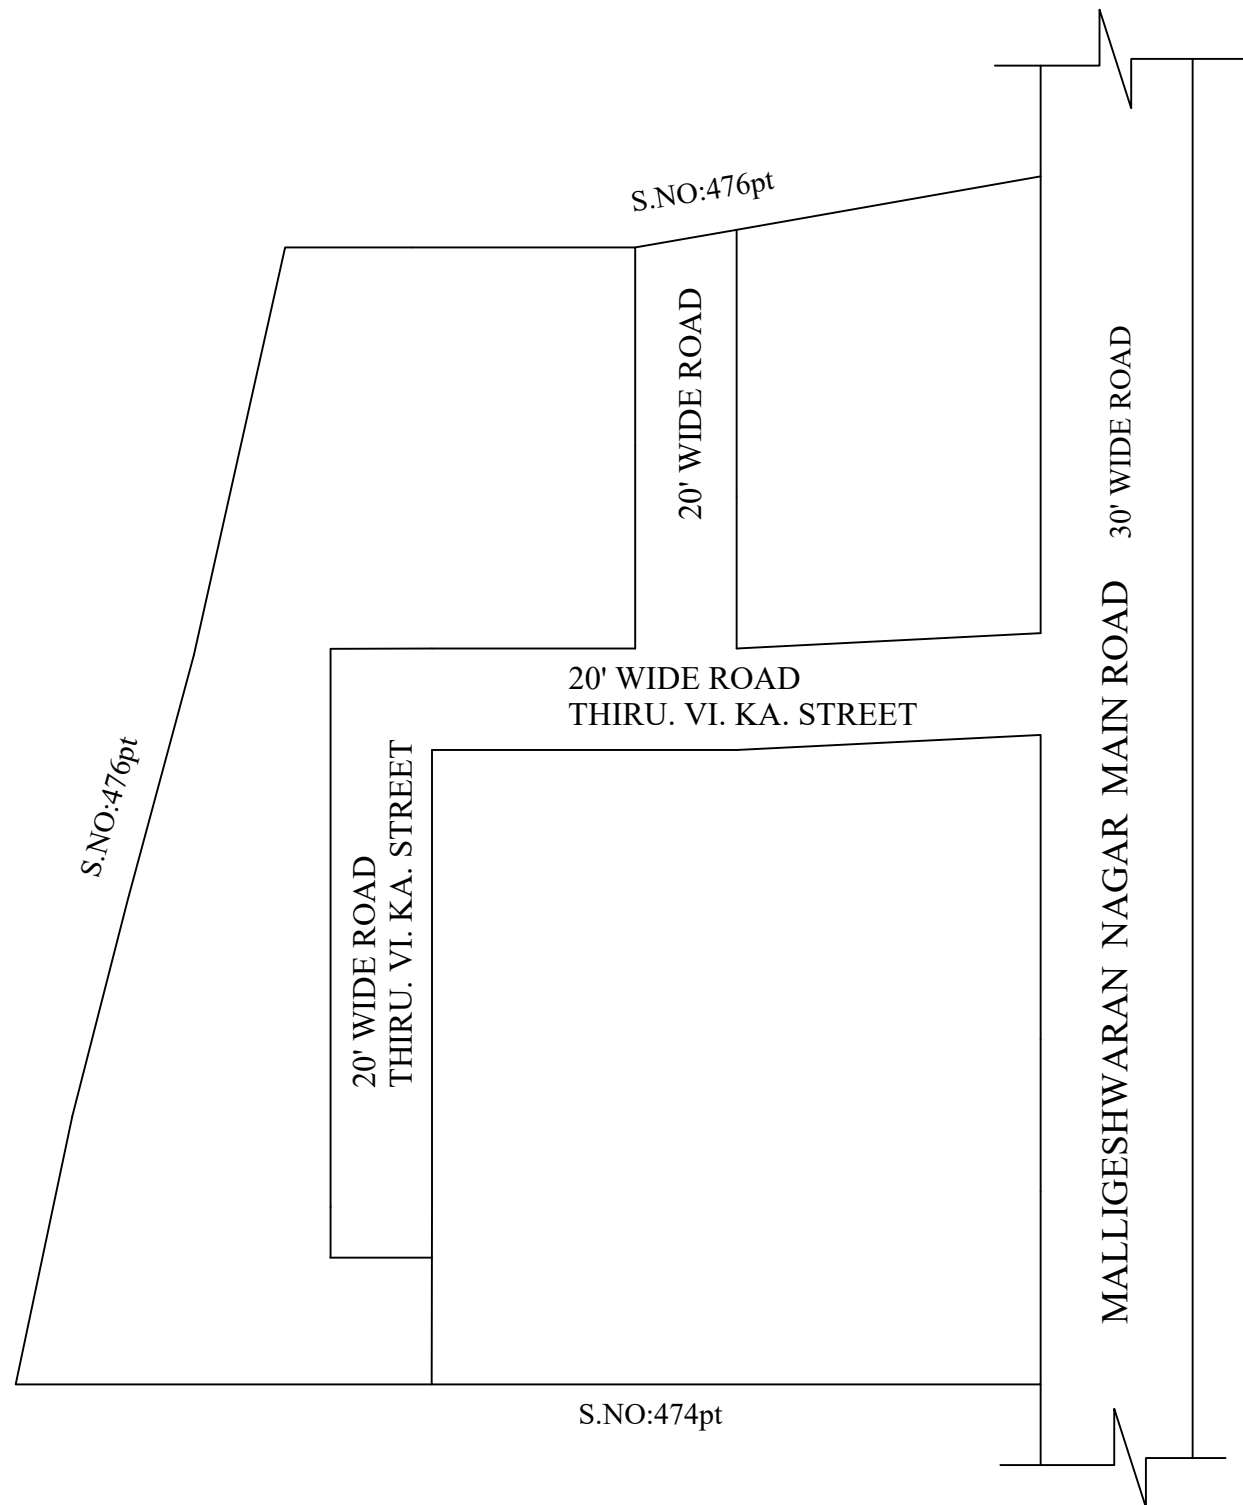 S.NO:476pt
20' WIDE ROAD
30' WIDE ROAD
MALLIGESHWARAN NAGAR MAIN ROAD
20' WIDE ROAD
THIRU. VI. KA. STREET
S.NO:476pt
20' WIDE ROAD
THIRU. VI. KA. STREET
S.NO:474pt